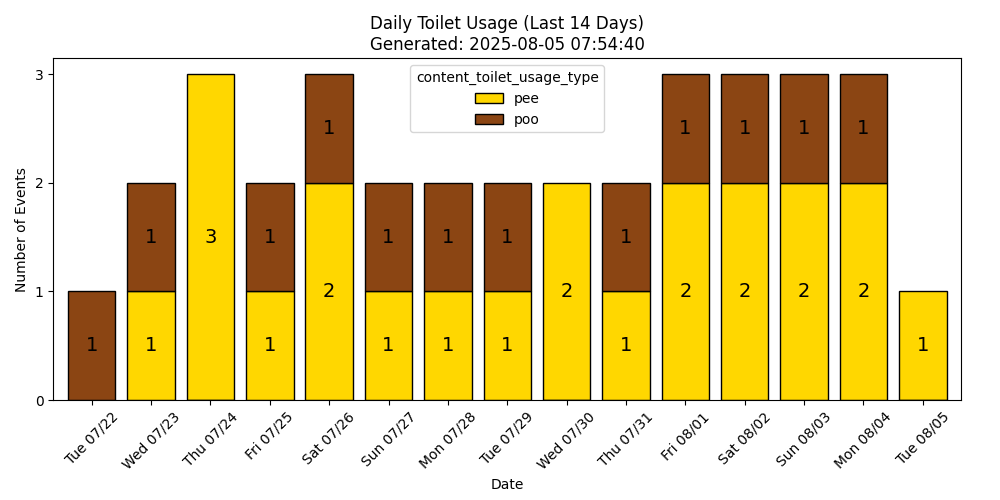 Daily Toilet Usage (Last 14 Days)
Generated: 2025-08-05 07:54:40
content_toilet_usage_type
pee
poo
Number of Events
3
2
1
0
1
1
1
3
1
1
1
2
1
1
1
1
1
1
2
1
1
1
2
1
2
1
2
1
2
1
Tue 07/22
Wed 07/23
Thu 07/24
Fri 07/25
Sat 07/26
Sun 07/27
Mon 07/28
Tue 07/29
Wed 07/30
Thu 07/31
Fri 08/01
Sat 08/02
Sun 08/03
Mon 08/04
Tue 08/05
Date